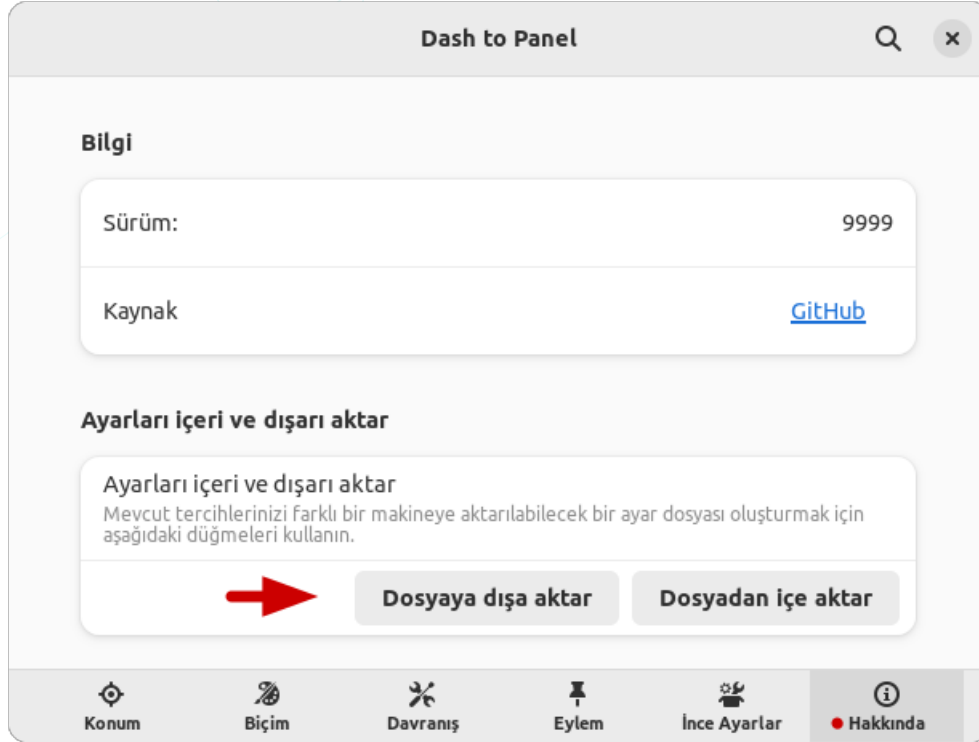 Dash to Panel
Bilgi
Sürüm:
9999
Kaynak
GitHub
Ayarları içeri ve dışarı aktar
Ayarları içeri ve dışarı aktar
Mevcut tercihlerinizi farklı bir makineye aktarılabilecek bir ayar dosyası oluşturmak için
aşağıdaki düğmeleri kullanın.
Dosyaya dışa aktar
Dosyadan içe aktar
Konum
Biçim
Davranış
Eylem
İnce Ayarlar
Hakkında